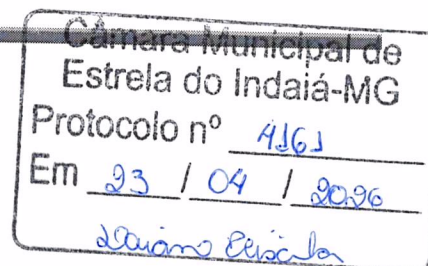 Câmara Municipal de
Estrela do Indaiá-MG
Protocolo nº 4161
Em 23 / 04 / 2026